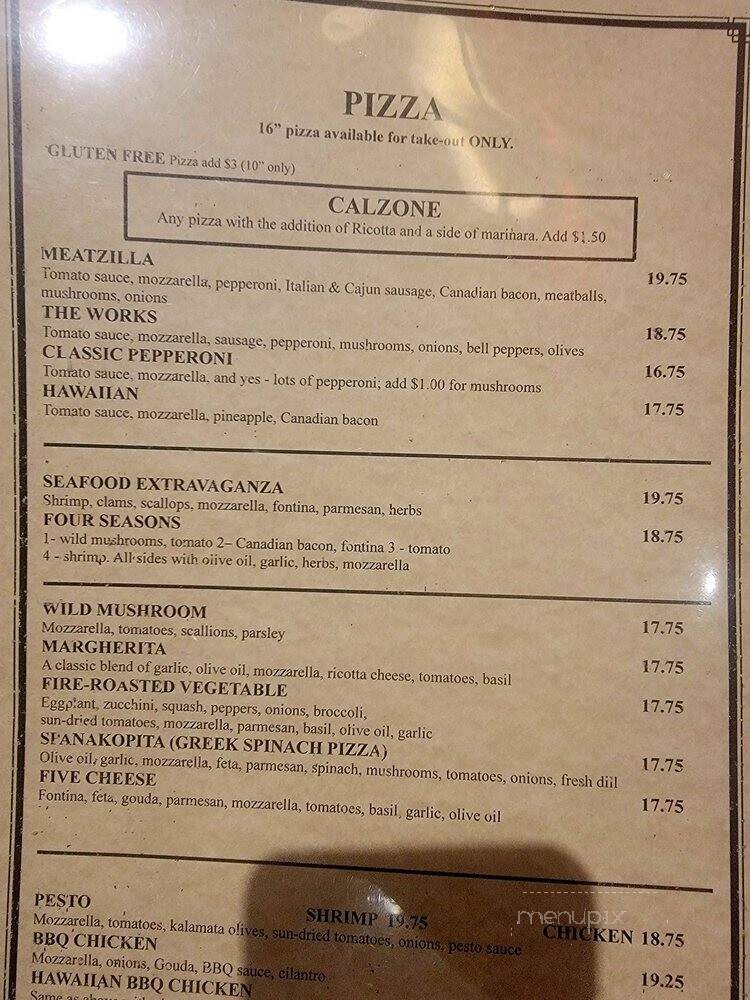 PIZZA
16” pizza available for take-out ONLY.
GLUTEN FREE Pizza add $3 (10” only)
CALZONE
Any pizza with the addition of Ricotta and a side of marinara. Add $1.50
MEATZILLA 19.75
Tomato sauce, mozzarella, pepperoni, Italian & Cajun sausage, Canadian bacon, meatballs,
mushrooms, onions
THE WORKS 18.75
Tomato sauce, mozzarella, sausage, pepperoni, mushrooms, onions, bell peppers, olives
CLASSIC PEPPERONI 16.75
Tomato sauce, mozzarella, and yes - lots of pepperoni; add $1.00 for mushrooms
HAWAIIAN 17.75
Tomato sauce, mozzarella, pineapple, Canadian bacon
SEAFOOD EXTRAVAGANZA 19.75
Shrimp, clams, scallops, mozzarella, fontina, parmesan, herbs
FOUR SEASONS 18.75
1- wild mushrooms, tomato 2– Canadian bacon, fontina 3 - tomato
4 - shrimp. All sides with olive oil, garlic, herbs, mozzarella
WILD MUSHROOM 17.75
Mozzarella, tomatoes, scallions, parsley
MARGHERITA 17.75
A classic blend of garlic, olive oil, mozzarella, ricotta cheese, tomatoes, basil
FIRE-ROASTED VEGETABLE 17.75
Eggplant, zucchini, squash, peppers, onions, broccoli,
sun-dried tomatoes, mozzarella, parmesan, basil, olive oil, garlic
SPANAKOPITA (GREEK SPINACH PIZZA) 17.75
Olive oil, garlic, mozzarella, feta, parmesan, spinach, mushrooms, tomatoes, onions, fresh dill
FIVE CHEESE 17.75
Fontina, feta, gouda, parmesan, mozzarella, tomatoes, basil, garlic, olive oil
menupix
PESTO SHRIMP 19.75 CHICKEN 18.75
Mozzarella, tomatoes, kalamata olives, sun-dried tomatoes, onions, pesto sauce
BBQ CHICKEN 19.25
Mozzarella, onions, Gouda, BBQ sauce, cilantro
HAWAIIAN BBQ CHICKEN
Same as above